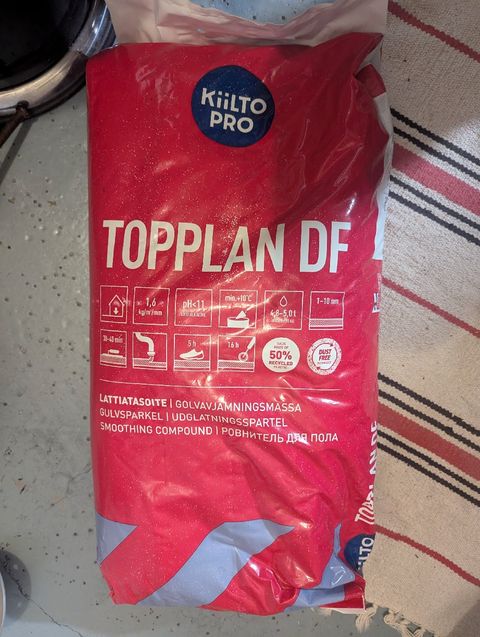 KiiLTO
PRO
TOPPLAN DF
1,6
kg/m²/mm
pH<11
min.+10°C
4,8-5,0 l
1-10 mm
30-40 min
5 h
16 h
50%
RECYCLED
DUST
FREE
LATTIATASOITE | GOLVAVJÄMNINGSMASSA
GULVSPARKEL | UDGLATNINGSSPARTEL
SMOOTHING COMPOUND | РОВНИТЕЛЬ ДЛЯ ПОЛА
KiiLTO
PRO
TOPPLAN DF